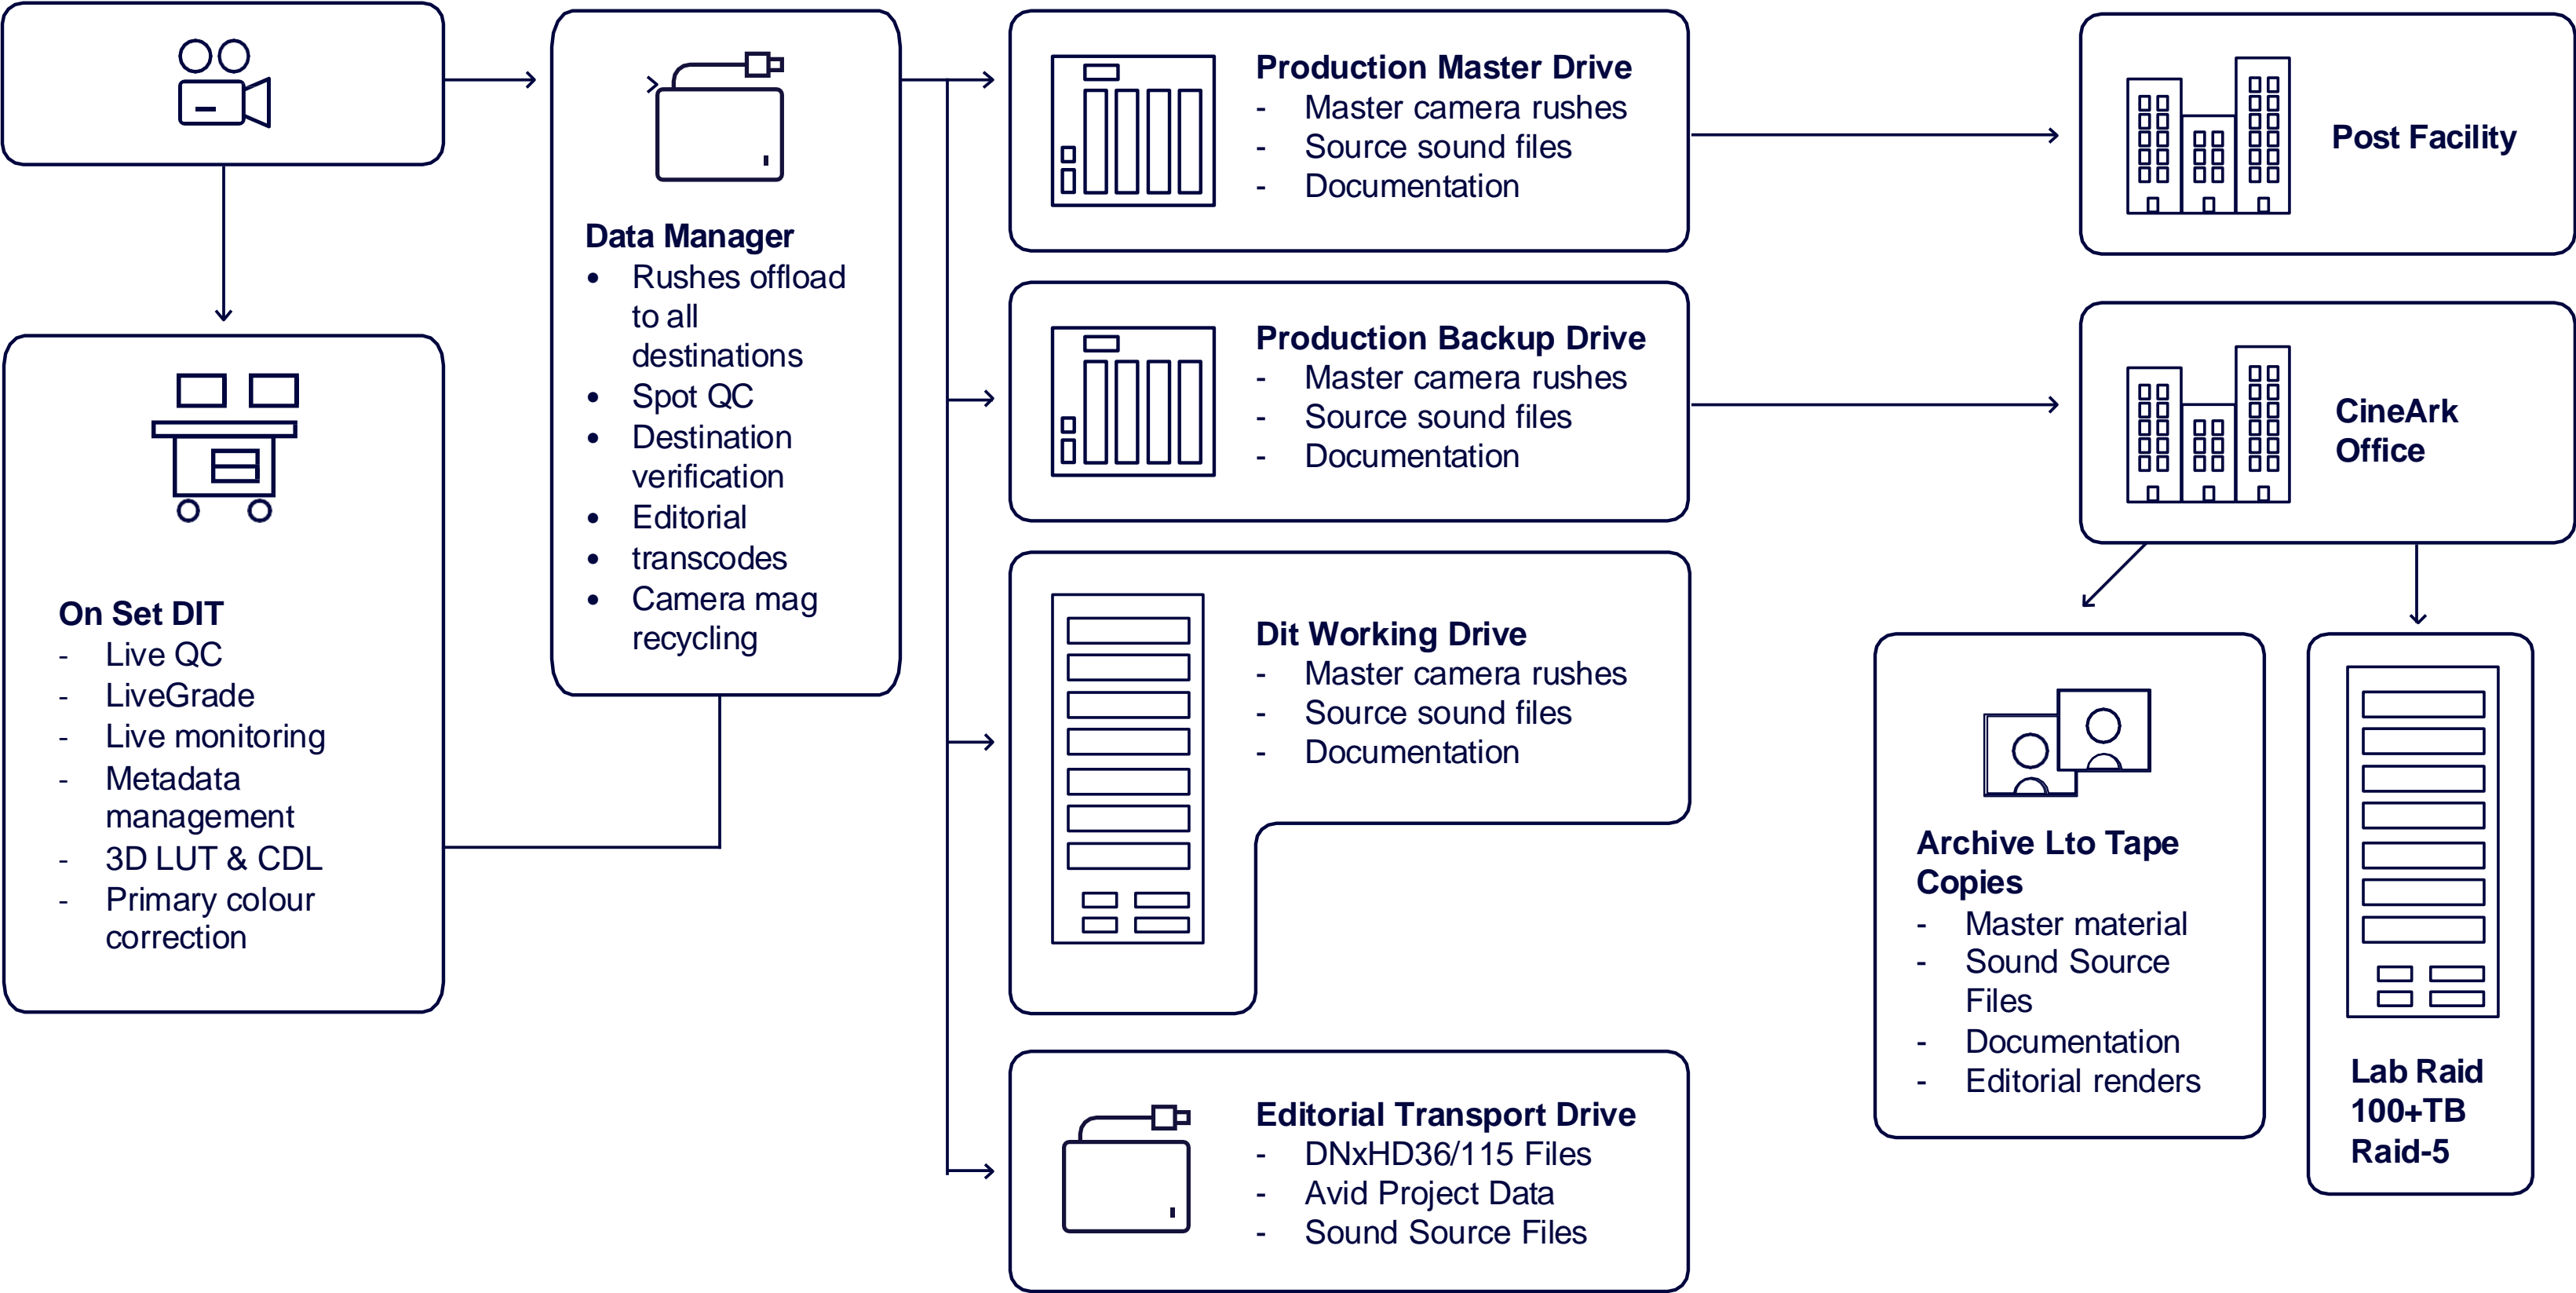 Data Manager
• Rushes offload
to all
destinations
• Spot QC
• Destination
verification
• Editorial
• transcodes
• Camera mag
recycling
On Set DIT
- Live QC
- LiveGrade
- Live monitoring
- Metadata
management
- 3D LUT & CDL
- Primary colour
correction
Production Master Drive
- Master camera rushes
- Source sound files
- Documentation
Production Backup Drive
- Master camera rushes
- Source sound files
- Documentation
Dit Working Drive
- Master camera rushes
- Source sound files
- Documentation
Editorial Transport Drive
- DNxHD36/115 Files
- Avid Project Data
- Sound Source Files
Post Facility
CineArk
Office
Archive Lto Tape
Copies
- Master material
- Sound Source
Files
- Documentation
- Editorial renders
Lab Raid
100+TB
Raid-5